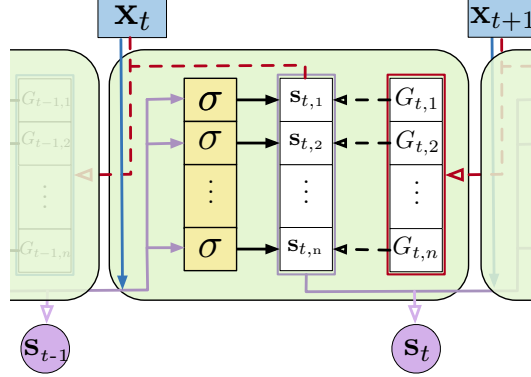 x_t
x_{t+1}
G_{t-1,1}
σ
s_{t,1}
G_{t,1}
G_{t-1,2}
σ
s_{t,2}
G_{t,2}
⋮
⋮
⋮
⋮
G_{t-1,n}
σ
s_{t,n}
G_{t,n}
s_{t-1}
s_t